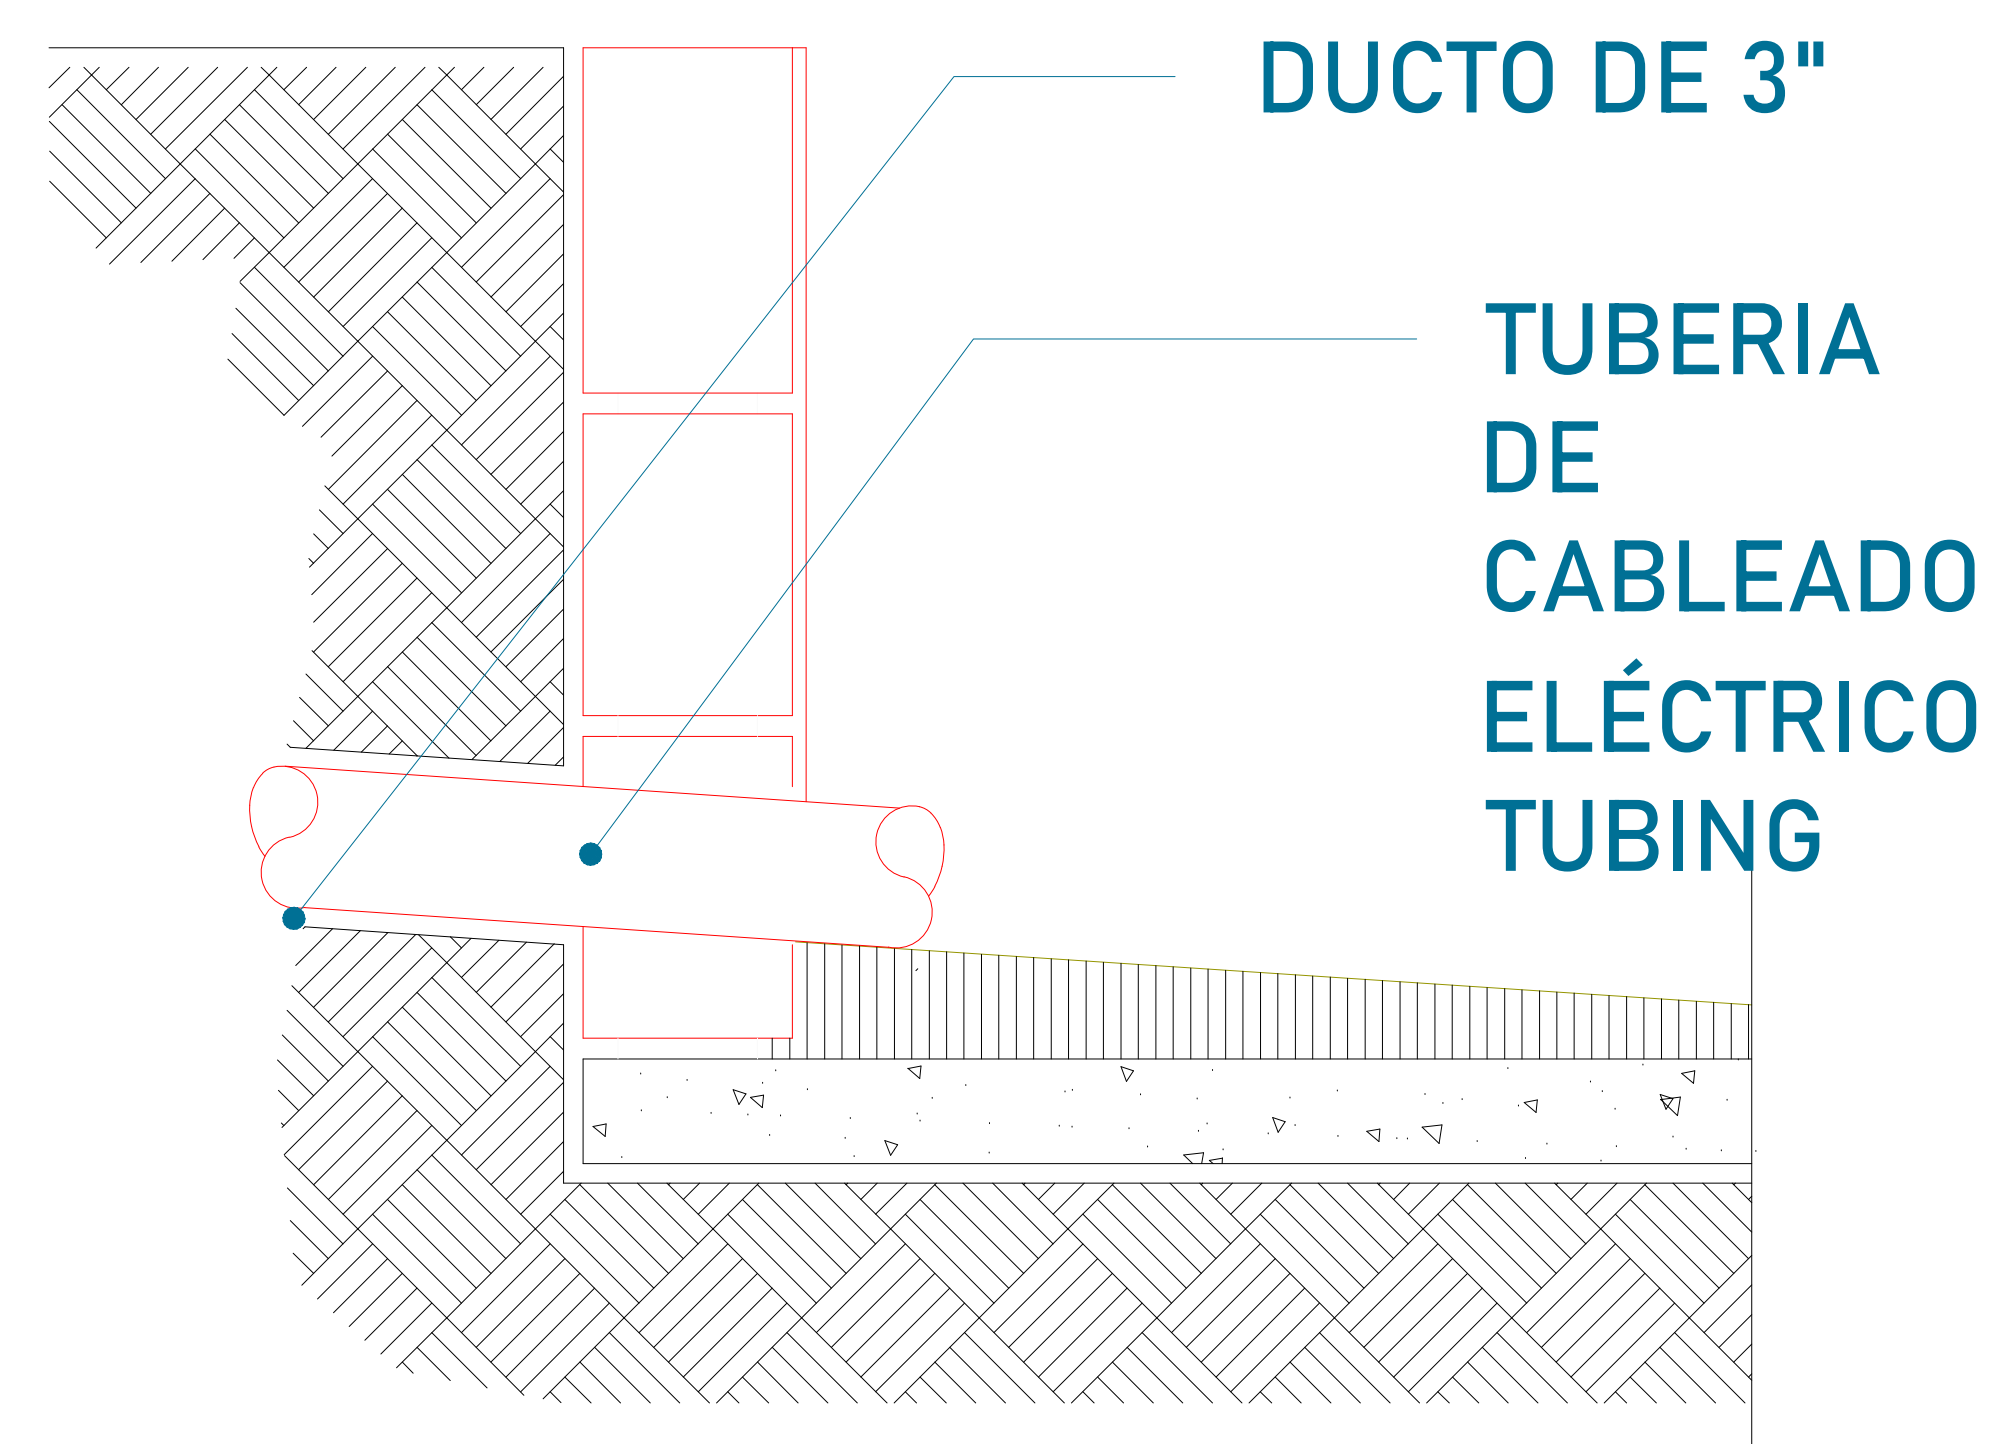 DUCTO DE 3"
TUBERIA
DE
CABLEADO
ELÉCTRICO
TUBING